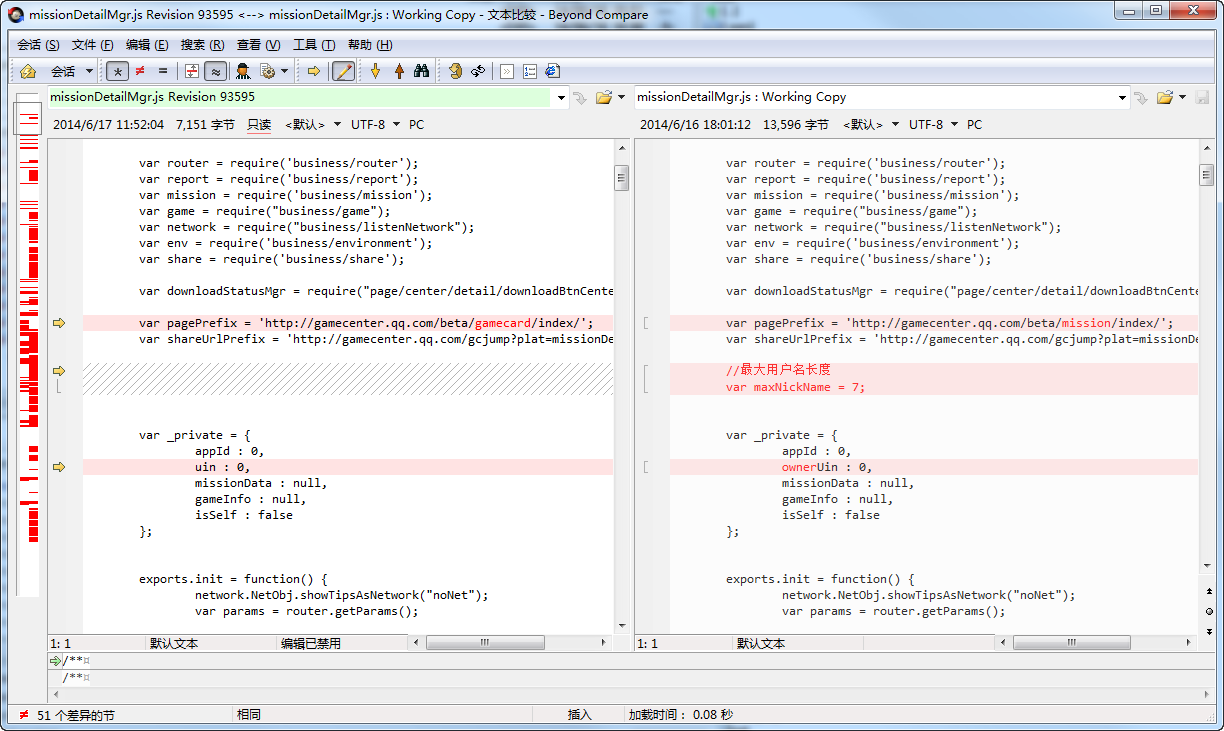 missionDetailMgr.js Revision 93595 <--> missionDetailMgr.js : Working Copy - 文本比较 - Beyond Compare
会话 (S) 文件 (F) 编辑 (E) 搜索 (R) 查看 (V) 工具 (T) 帮助 (H)
会话
missionDetailMgr.js Revision 93595
2014/6/17 11:52:04 7,151 字节 只读 <默认> UTF-8 PC
var router = require('business/router');
var report = require('business/report');
var mission = require('business/mission');
var game = require("business/game");
var network = require("business/listenNetwork");
var env = require('business/environment');
var share = require('business/share');
var downloadStatusMgr = require("page/center/detail/downloadBtnCente
var pagePrefix = 'http://gamecenter.qq.com/beta/gamecard/index/';
var shareUrlPrefix = 'http://gamecenter.qq.com/gcjump?plat=missionDe
var _private = {
appId : 0,
uin : 0,
missionData : null,
gameInfo : null,
isSelf : false
};
exports.init = function() {
network.NetObj.showTipsAsNetwork("noNet");
var params = router.getParams();
1: 1 默认文本 编辑已禁用
missionDetailMgr.js : Working Copy
2014/6/16 18:01:12 13,596 字节 <默认> UTF-8 PC
var router = require('business/router');
var report = require('business/report');
var mission = require('business/mission');
var game = require("business/game");
var network = require("business/listenNetwork");
var env = require('business/environment');
var share = require('business/share');
var downloadStatusMgr = require("page/center/detail/downloadBtnCente
var pagePrefix = 'http://gamecenter.qq.com/beta/mission/index/';
var shareUrlPrefix = 'http://gamecenter.qq.com/gcjump?plat=missionDe
//最大用户名长度
var maxNickName = 7;
var _private = {
appId : 0,
ownerUin : 0,
missionData : null,
gameInfo : null,
isSelf : false
};
exports.init = function() {
network.NetObj.showTipsAsNetwork("noNet");
var params = router.getParams();
1: 1 默认文本
/**¤
/**¤
51 个差异的节 相同 插入 加载时间： 0.08 秒